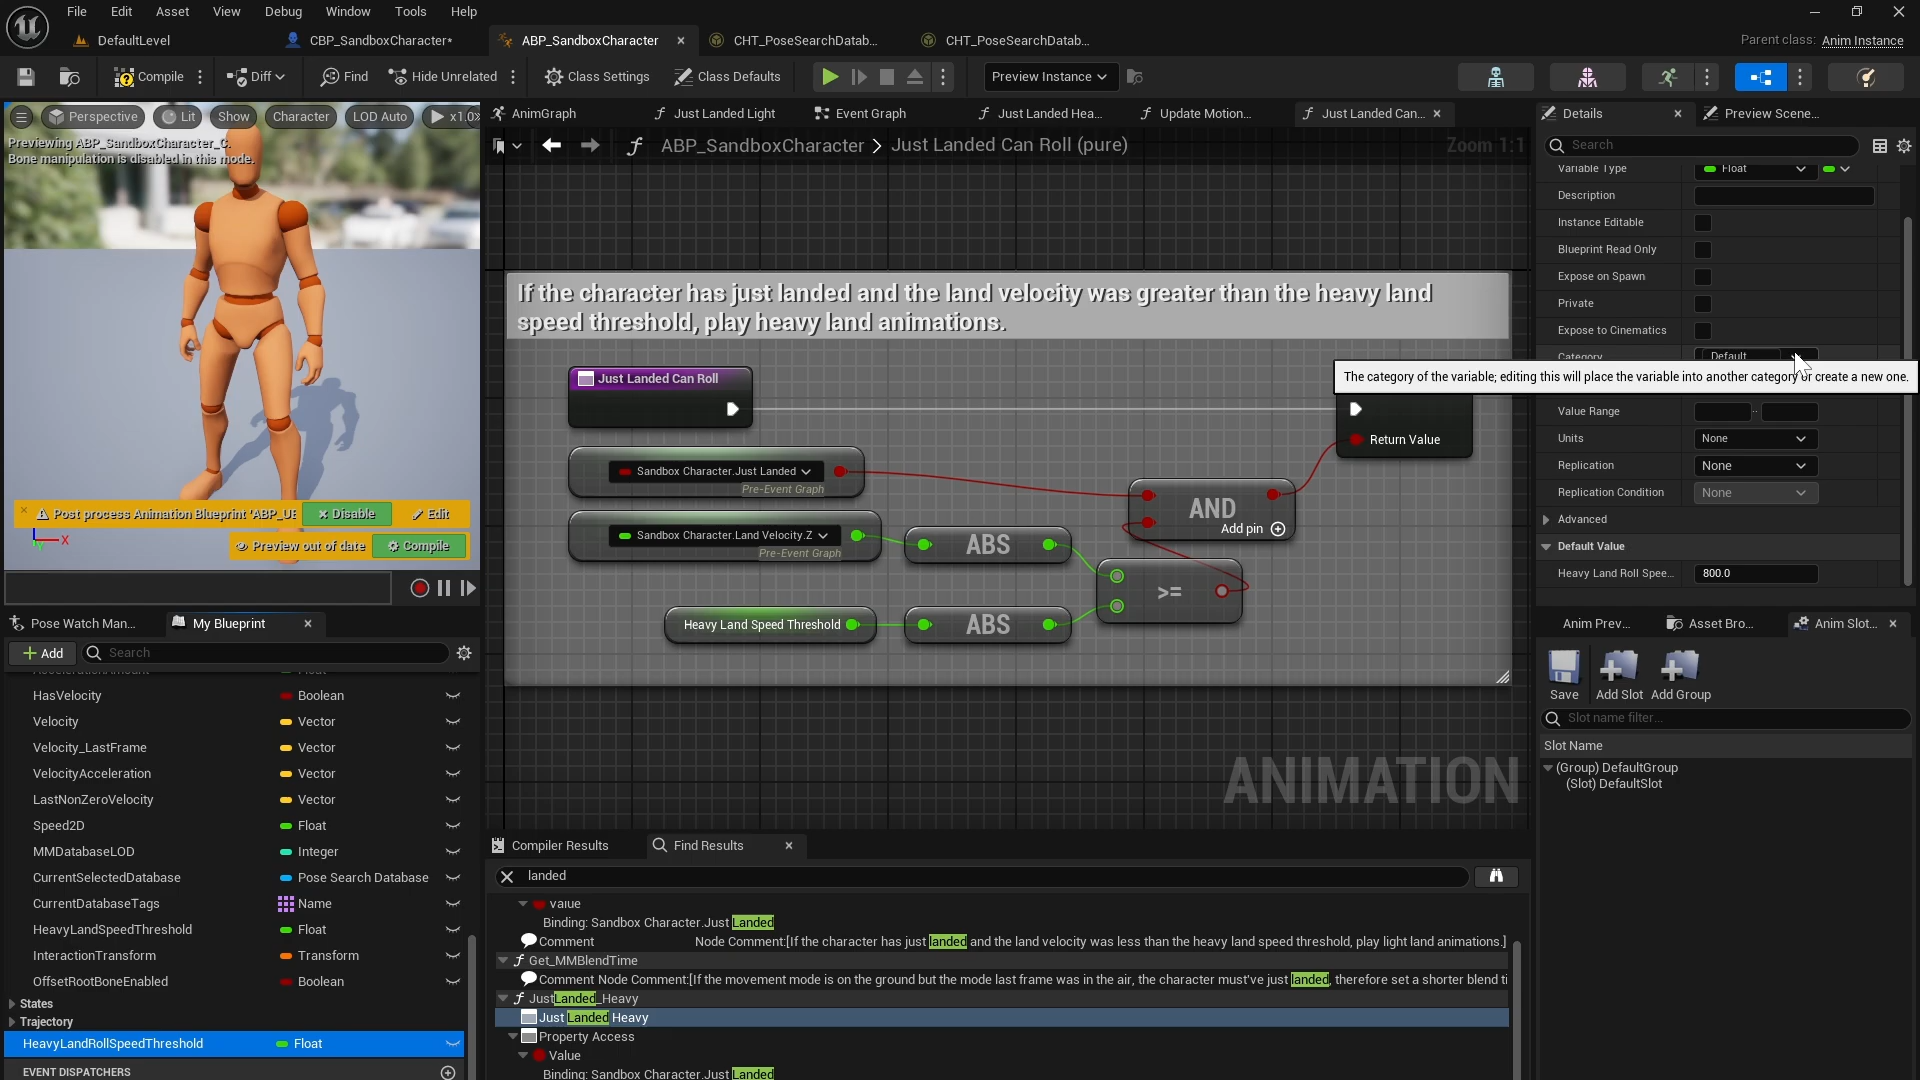 File Edit Asset View Debug Window Tools Help
DefaultLevel CBP_SandboxCharacter* ABP_SandboxCharacter CHT_PoseSearchDatab... CHT_PoseSearchDatab... Parent class: Anim Instance
Compile Diff Find Hide Unrelated Class Settings Class Defaults Preview Instance
Perspective Lit Show Character LOD Auto x1.0
Previewing ABP_SandboxCharacter_C.
Bone manipulation is disabled in this mode.
Post process Animation Blueprint 'ABP_UE Disable Edit
Preview out of date Compile
X
Pose Watch Man... My Blueprint
Add Search
HasVelocity Boolean
Velocity Vector
Velocity_LastFrame Vector
VelocityAcceleration Vector
LastNonZeroVelocity Vector
Speed2D Float
MMDatabaseLOD Integer
CurrentSelectedDatabase Pose Search Database
CurrentDatabaseTags Name
HeavyLandSpeedThreshold Float
InteractionTransform Transform
OffsetRootBoneEnabled Boolean
States
Trajectory
HeavyLandRollSpeedThreshold Float
EVENT DISPATCHERS
AnimGraph Just Landed Light Event Graph Just Landed Hea... Update Motion... Just Landed Can...
ABP_SandboxCharacter > Just Landed Can Roll (pure) Zoom 1:1
If the character has just landed and the land velocity was greater than the heavy land
speed threshold, play heavy land animations.
Just Landed Can Roll
Return Value
Sandbox Character.Just Landed
Pre-Event Graph
AND
Add pin
Sandbox Character.Land Velocity.Z
Pre-Event Graph
ABS
>=
Heavy Land Speed Threshold
ABS
ANIMATION
Compiler Results Find Results
landed
value
Binding: Sandbox Character.Just Landed
Comment Node Comment:[If the character has just landed and the land velocity was less than the heavy land speed threshold, play light land animations.]
Get_MMBlendTime
Comment Node Comment:[If the movement mode is on the ground but the mode last frame was in the air, the character must've just landed, therefore set a shorter blend ti
JustLanded_Heavy
Just Landed Heavy
Property Access
Value
Binding: Sandbox Character.Just Landed
Details Preview Scene...
Search
Variable Type Float
Description
Instance Editable
Blueprint Read Only
Expose on Spawn
Private
Expose to Cinematics
Category Default
The category of the variable; editing this will place the variable into another category or create a new one.
Value Range ..
Units None
Replication None
Replication Condition None
Advanced
Default Value
Heavy Land Roll Spee... 800.0
Anim Prev... Asset Bro... Anim Slot...
Save Add Slot Add Group
Slot name filter...
Slot Name
(Group) DefaultGroup
(Slot) DefaultSlot